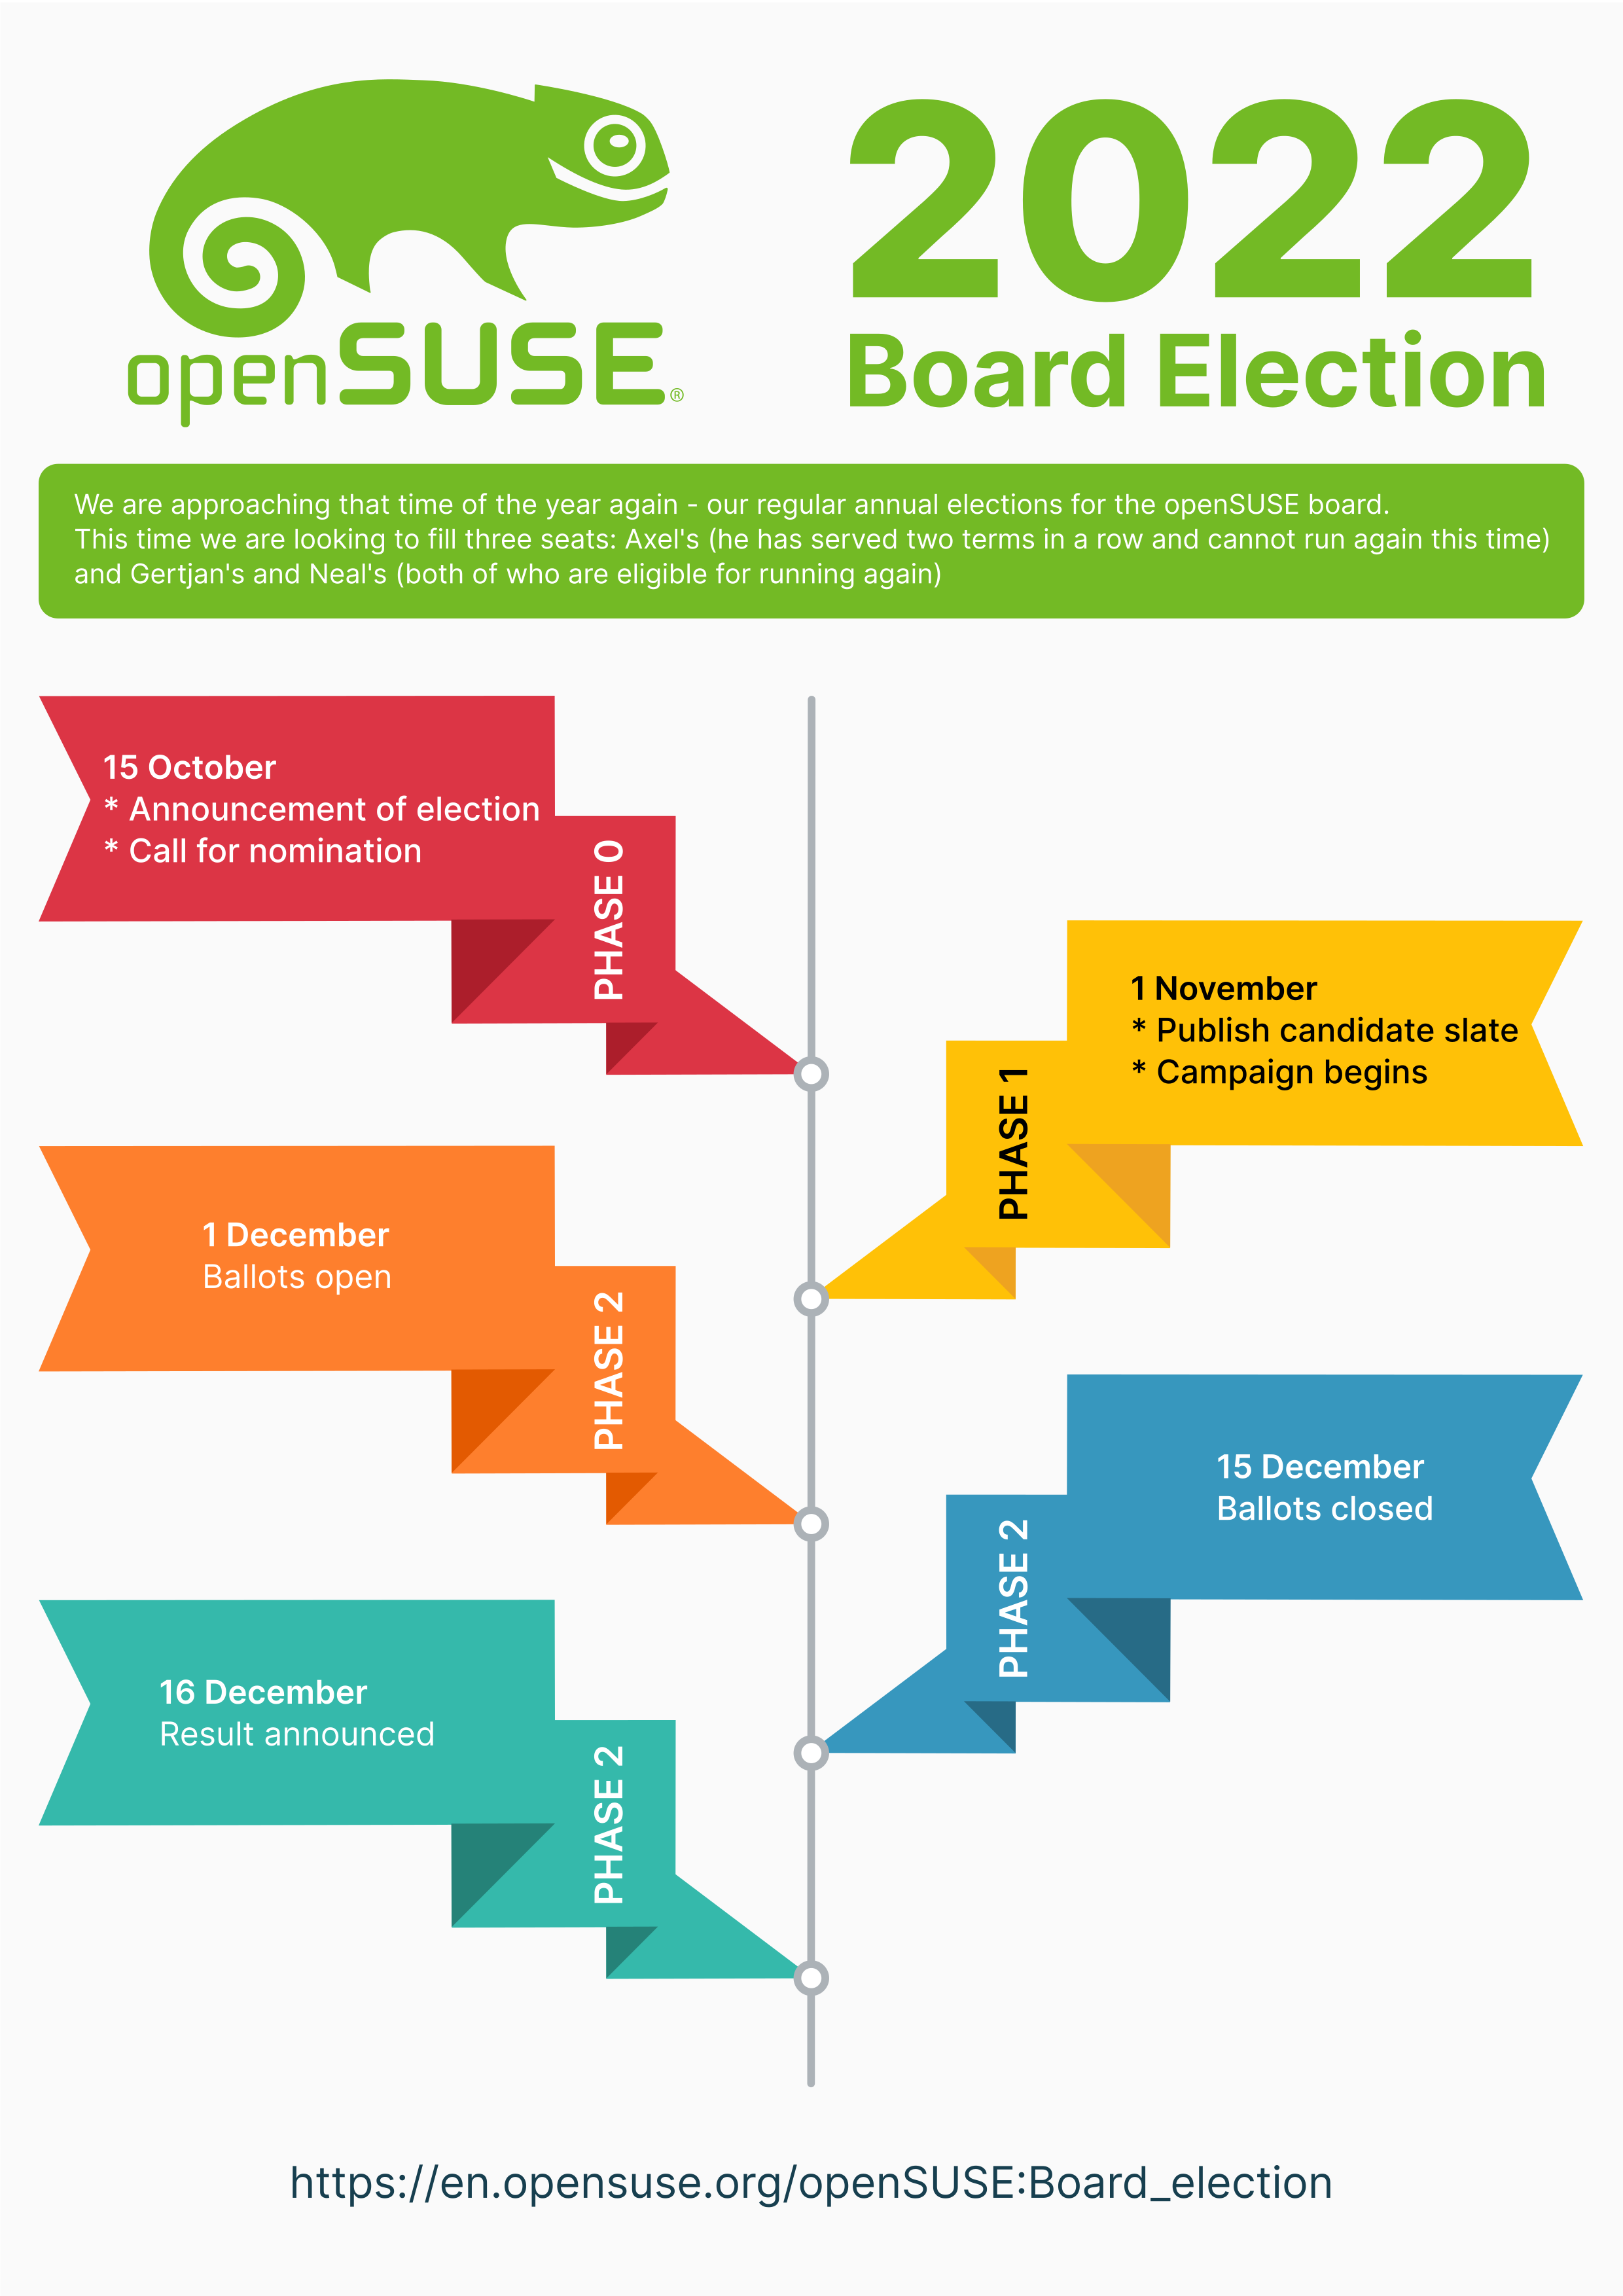 openSUSE®
2022
Board Election
We are approaching that time of the year again - our regular annual elections for the openSUSE board.
This time we are looking to fill three seats: Axel's (he has served two terms in a row and cannot run again this time)
and Gertjan's and Neal's (both of who are eligible for running again)
15 October
* Announcement of election
* Call for nomination
PHASE 0
1 November
* Publish candidate slate
* Campaign begins
PHASE 1
1 December
Ballots open
PHASE 2
15 December
Ballots closed
PHASE 2
16 December
Result announced
PHASE 2
https://en.opensuse.org/openSUSE:Board_election